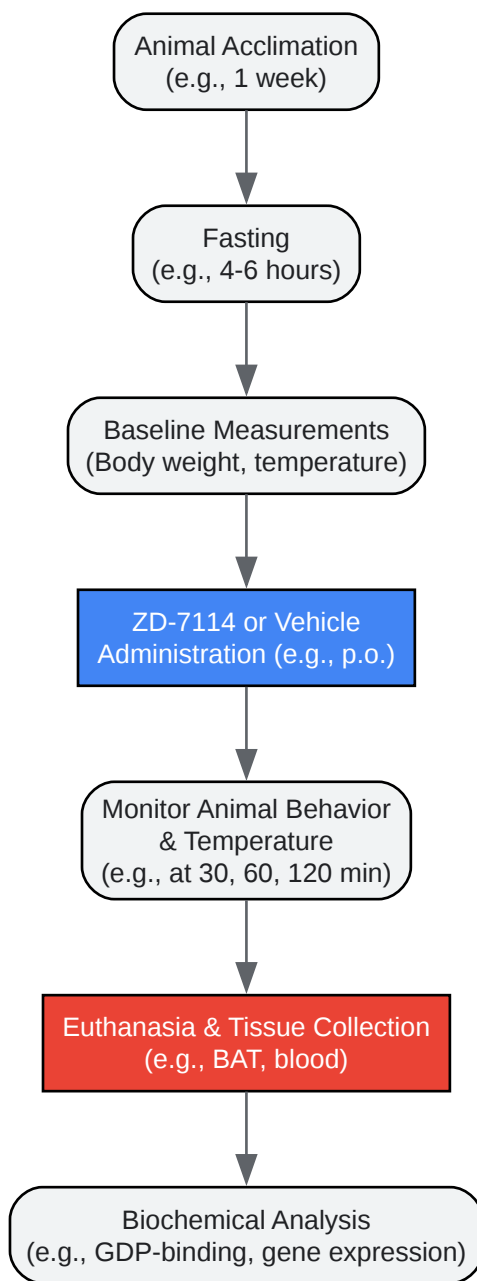 Animal Acclimation
(e.g., 1 week)
Fasting
(e.g., 4-6 hours)
Baseline Measurements
(Body weight, temperature)
ZD-7114 or Vehicle
Administration (e.g., p.o.)
Monitor Animal Behavior
& Temperature
(e.g., at 30, 60, 120 min)
Euthanasia & Tissue Collection
(e.g., BAT, blood)
Biochemical Analysis
(e.g., GDP-binding, gene expression)